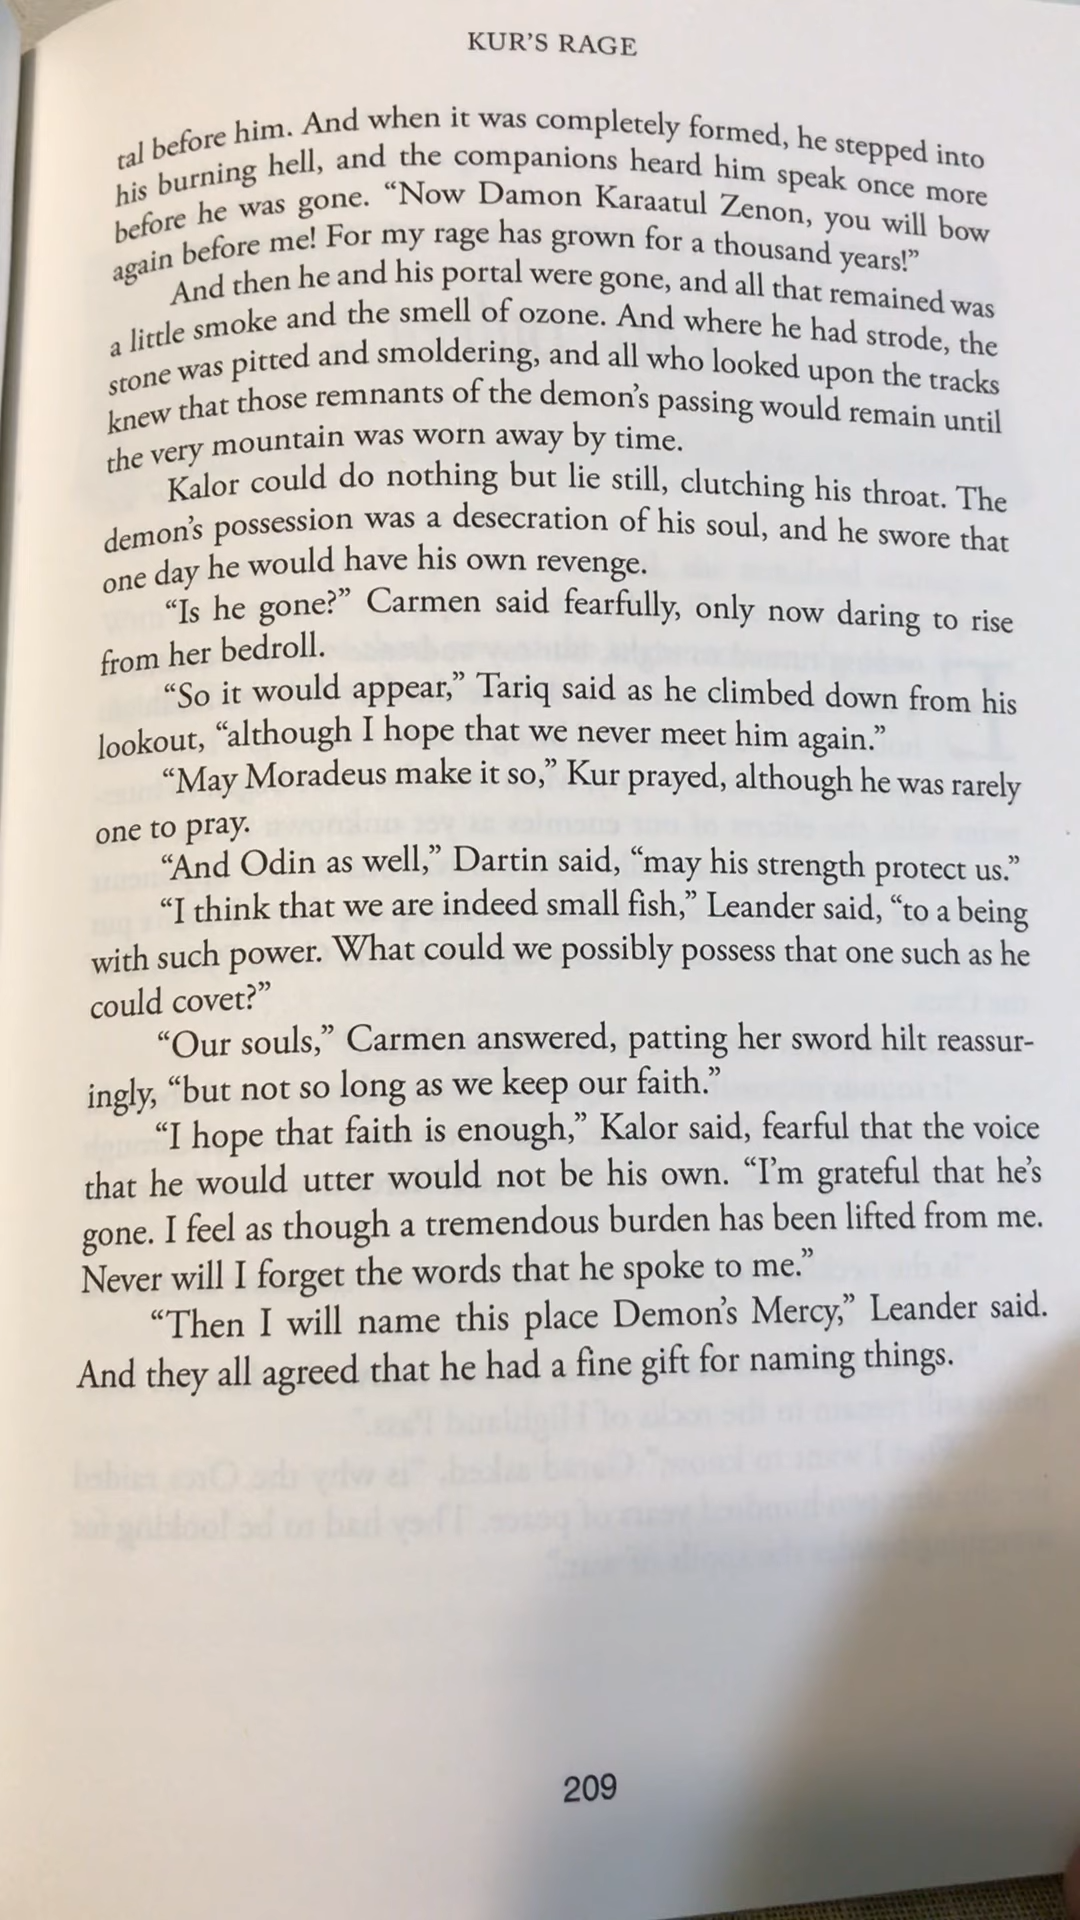 KUR'S RAGE
tal before him. And when it was completely formed, he stepped into
his burning hell, and the companions heard him speak once more
before he was gone. “Now Damon Karaatul Zenon, you will bow
again before me! For my rage has grown for a thousand years!”
And then he and his portal were gone, and all that remained was
a little smoke and the smell of ozone. And where he had strode, the
stone was pitted and smoldering, and all who looked upon the tracks
knew that those remnants of the demon’s passing would remain until
the very mountain was worn away by time.
Kalor could do nothing but lie still, clutching his throat. The
demon’s possession was a desecration of his soul, and he swore that
one day he would have his own revenge.
“Is he gone?” Carmen said fearfully, only now daring to rise
from her bedroll.
“So it would appear,” Tariq said as he climbed down from his
lookout, “although I hope that we never meet him again.”
“May Moradeus make it so,” Kur prayed, although he was rarely
one to pray.
“And Odin as well,” Dartin said, “may his strength protect us.”
“I think that we are indeed small fish,” Leander said, “to a being
with such power. What could we possibly possess that one such as he
could covet?”
“Our souls,” Carmen answered, patting her sword hilt reassur-
ingly, “but not so long as we keep our faith.”
“I hope that faith is enough,” Kalor said, fearful that the voice
that he would utter would not be his own. “I’m grateful that he’s
gone. I feel as though a tremendous burden has been lifted from me.
Never will I forget the words that he spoke to me.”
“Then I will name this place Demon’s Mercy,” Leander said.
And they all agreed that he had a fine gift for naming things.
209